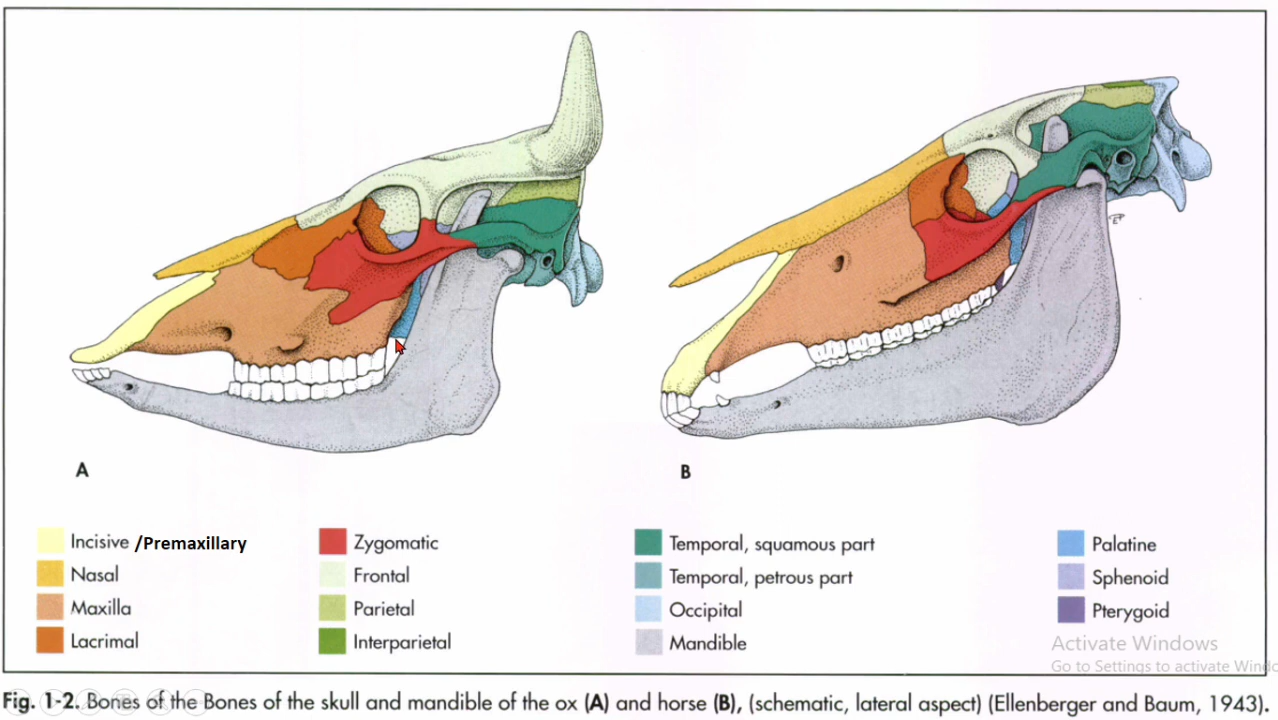 A
B
Incisive /Premaxillary
Nasal
Maxilla
Lacrimal
Zygomatic
Frontal
Parietal
Interparietal
Temporal, squamous part
Temporal, petrous part
Occipital
Mandible
Palatine
Sphenoid
Pterygoid
Activate Windows
Go to Settings to activate Windo
Fig. 1-2. Bones of the Bones of the skull and mandible of the ox (A) and horse (B), (schematic, lateral aspect) (Ellenberger and Baum, 1943).